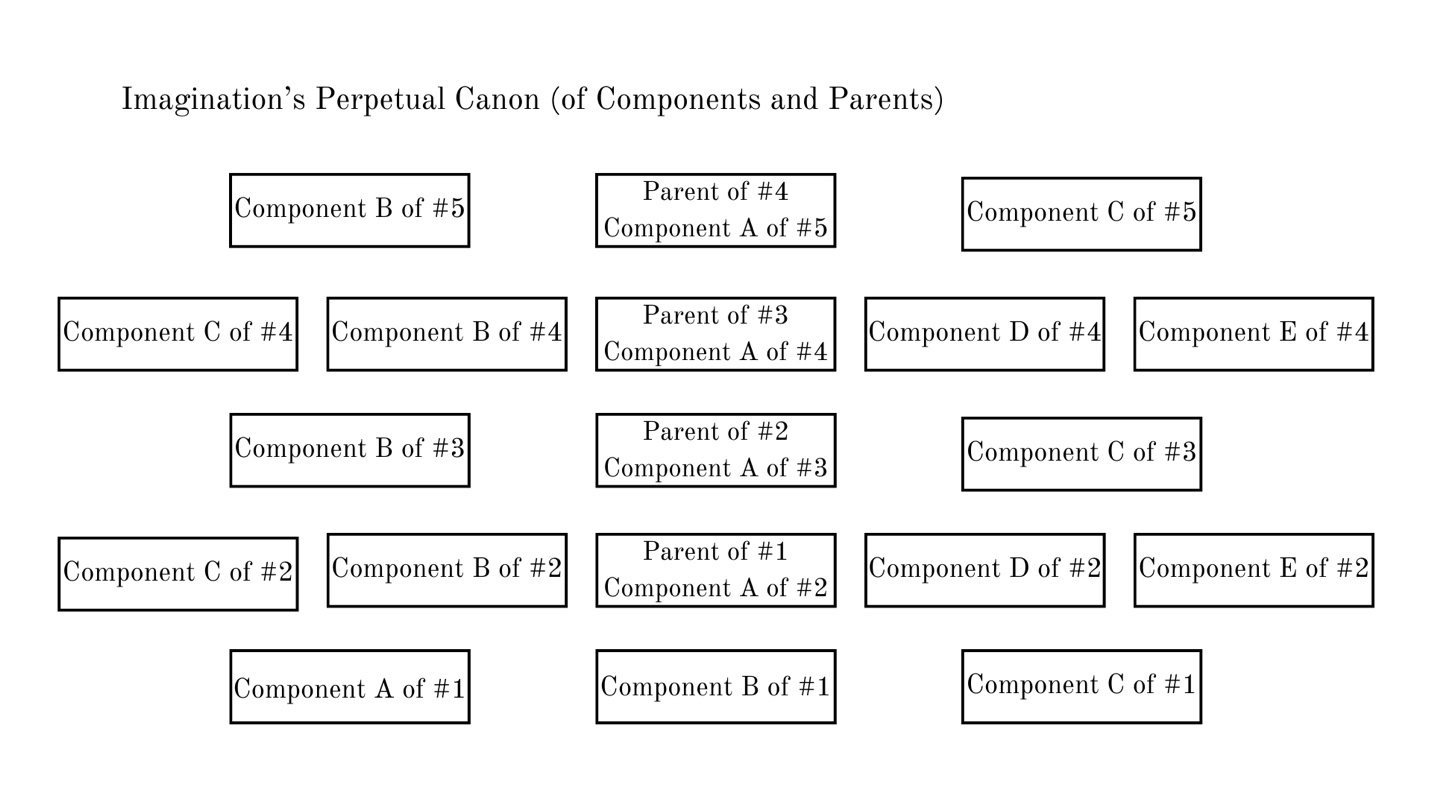 Imagination’s Perpetual Canon (of Components and Parents)
Component B of #5
Parent of #4
Component A of #5
Component C of #5
Component C of #4
Component B of #4
Parent of #3
Component A of #4
Component D of #4
Component E of #4
Component B of #3
Parent of #2
Component A of #3
Component C of #3
Component C of #2
Component B of #2
Parent of #1
Component A of #2
Component D of #2
Component E of #2
Component A of #1
Component B of #1
Component C of #1